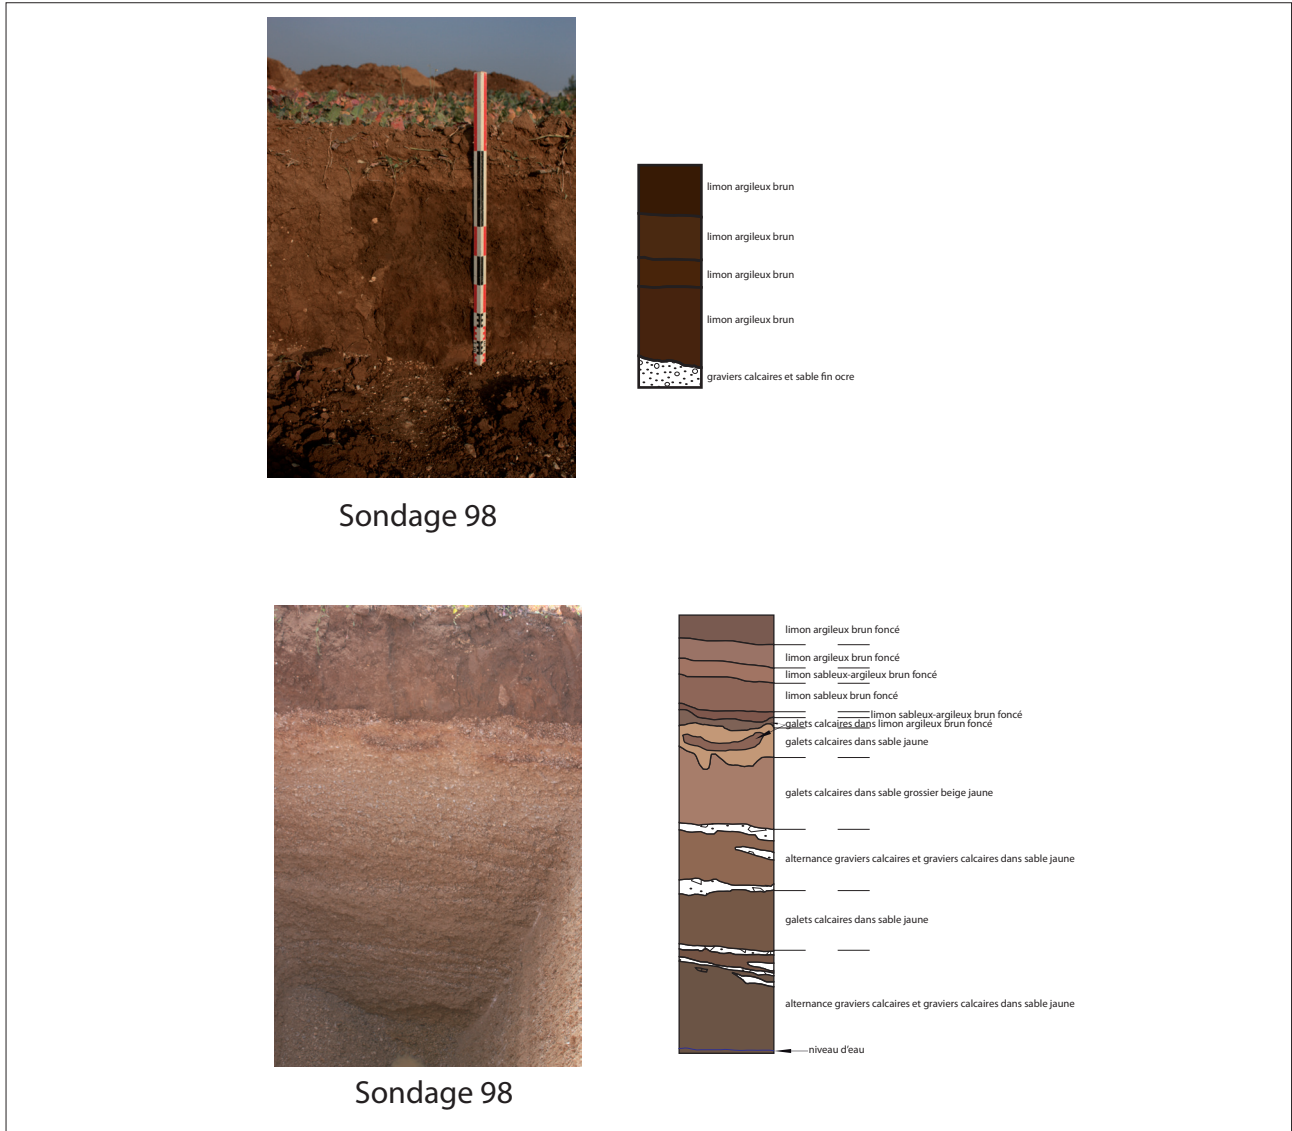 limon argileux brun
limon argileux brun
limon argileux brun
limon argileux brun
graviers calcaires et sable fin ocre
Sondage 98
limon argileux brun foncé
limon argileux brun foncé
limon sableux-argileux brun foncé
limon sableux brun foncé
limon sableux-argileux brun foncé
galets calcaires dans limon argileux brun foncé
galets calcaires dans sable jaune
galets calcaires dans sable grossier beige jaune
alternance graviers calcaires et graviers calcaires dans sable jaune
galets calcaires dans sable jaune
alternance graviers calcaires et graviers calcaires dans sable jaune
niveau d'eau
Sondage 98